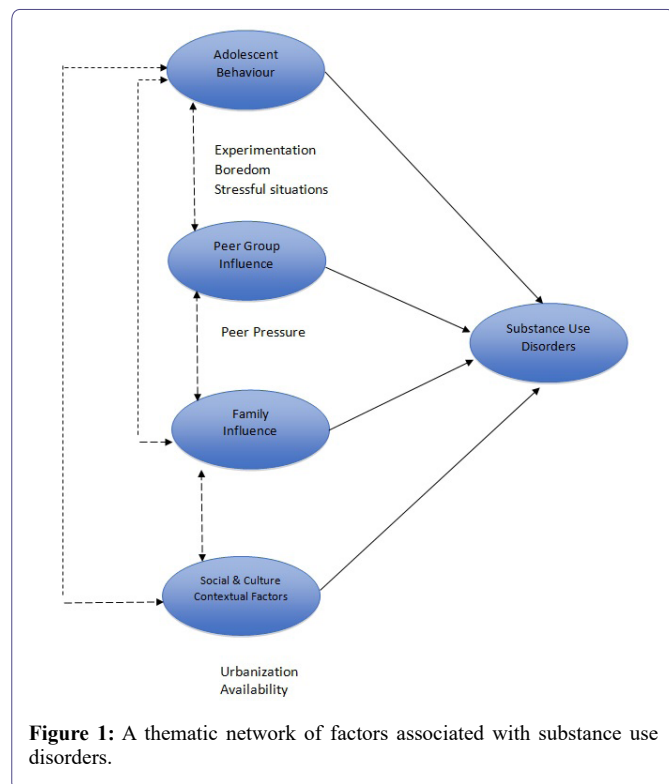 Adolescent
Behaviour
Experimentation
Boredom
Stressful situations
Peer Group
Influence
Peer Pressure
Substance Use
Disorders
Family
Influence
Social & Culture
Contextual Factors
Urbanization
Availability
Figure 1: A thematic network of factors associated with substance use
disorders.